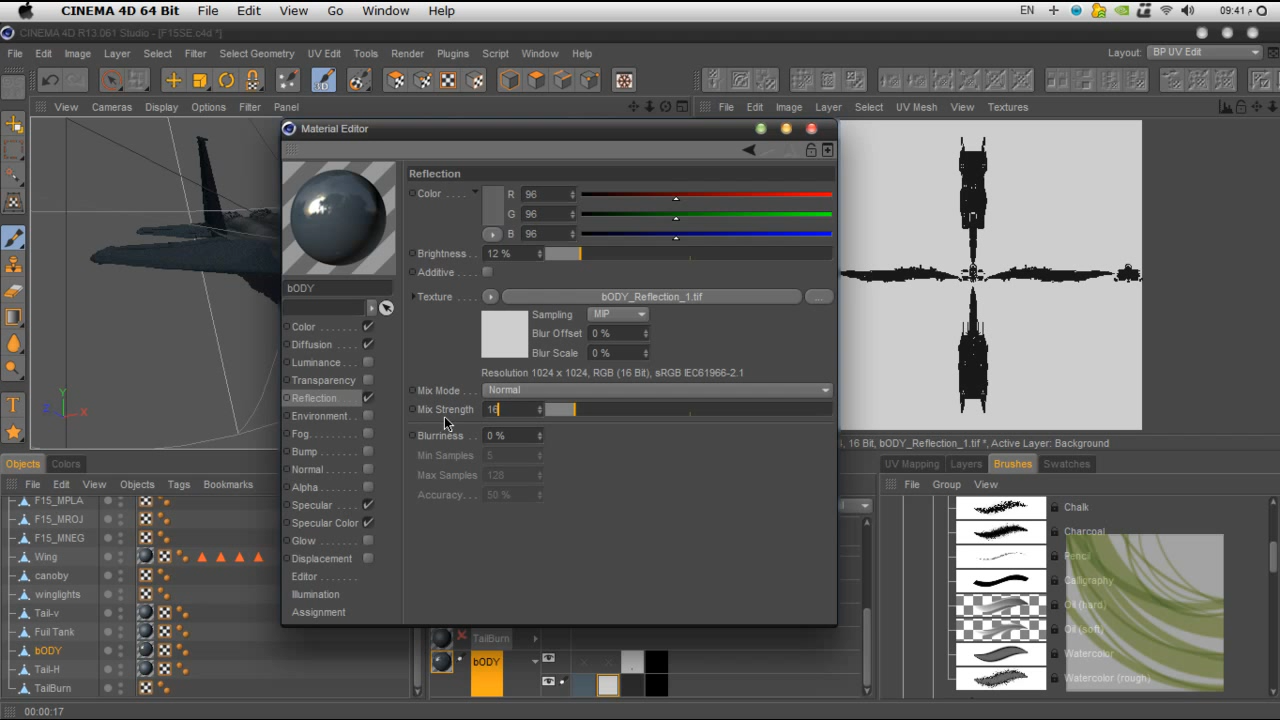 CINEMA 4D 64 Bit File Edit View Go Window Help EN 09:41 م
CINEMA 4D R13.061 Studio - [F15SE.c4d *]
File Edit Image Layer Select Filter Select Geometry UV Edit Tools Render Plugins Script Window Help Layout: BP UV Edit
View Cameras Display Options Filter Panel
File Edit Image Layer Select UV Mesh View Textures
Material Editor
Reflection
Color . . . . R 96
G 96
B 96
Brightness . . 12 %
Additive . . . .
Texture . . . . bODY_Reflection_1.tif ...
Sampling MIP
Blur Offset 0 %
Blur Scale 0 %
Resolution 1024 x 1024, RGB (16 Bit), sRGB IEC61966-2.1
Mix Mode . . . Normal
Mix Strength 16
Blurriness . . 0 %
Min Samples 5
Max Samples 128
Accuracy. . . 50 %
bODY
Color
Diffusion
Luminance
Transparency
Reflection
Environment
Fog
Bump
Normal
Alpha
Specular
Specular Color
Glow
Displacement
Editor
Illumination
Assignment
, 16 Bit, bODY_Reflection_1.tif *, Active Layer: Background
Objects Colors
File Edit View Objects Tags Bookmarks
F15_MPLA
F15_MROJ
F15_MNEG
Wing
canoby
winglights
Tail-v
Fuil Tank
bODY
Tail-H
TailBurn
TailBurn
bODY
UV Mapping Layers Brushes Swatches
File Group View
Chalk
Charcoal
Pencil
Calligraphy
Oil (hard)
Oil (soft)
Watercolor
Watercolor (rough)
00:00:17
X
Y
T